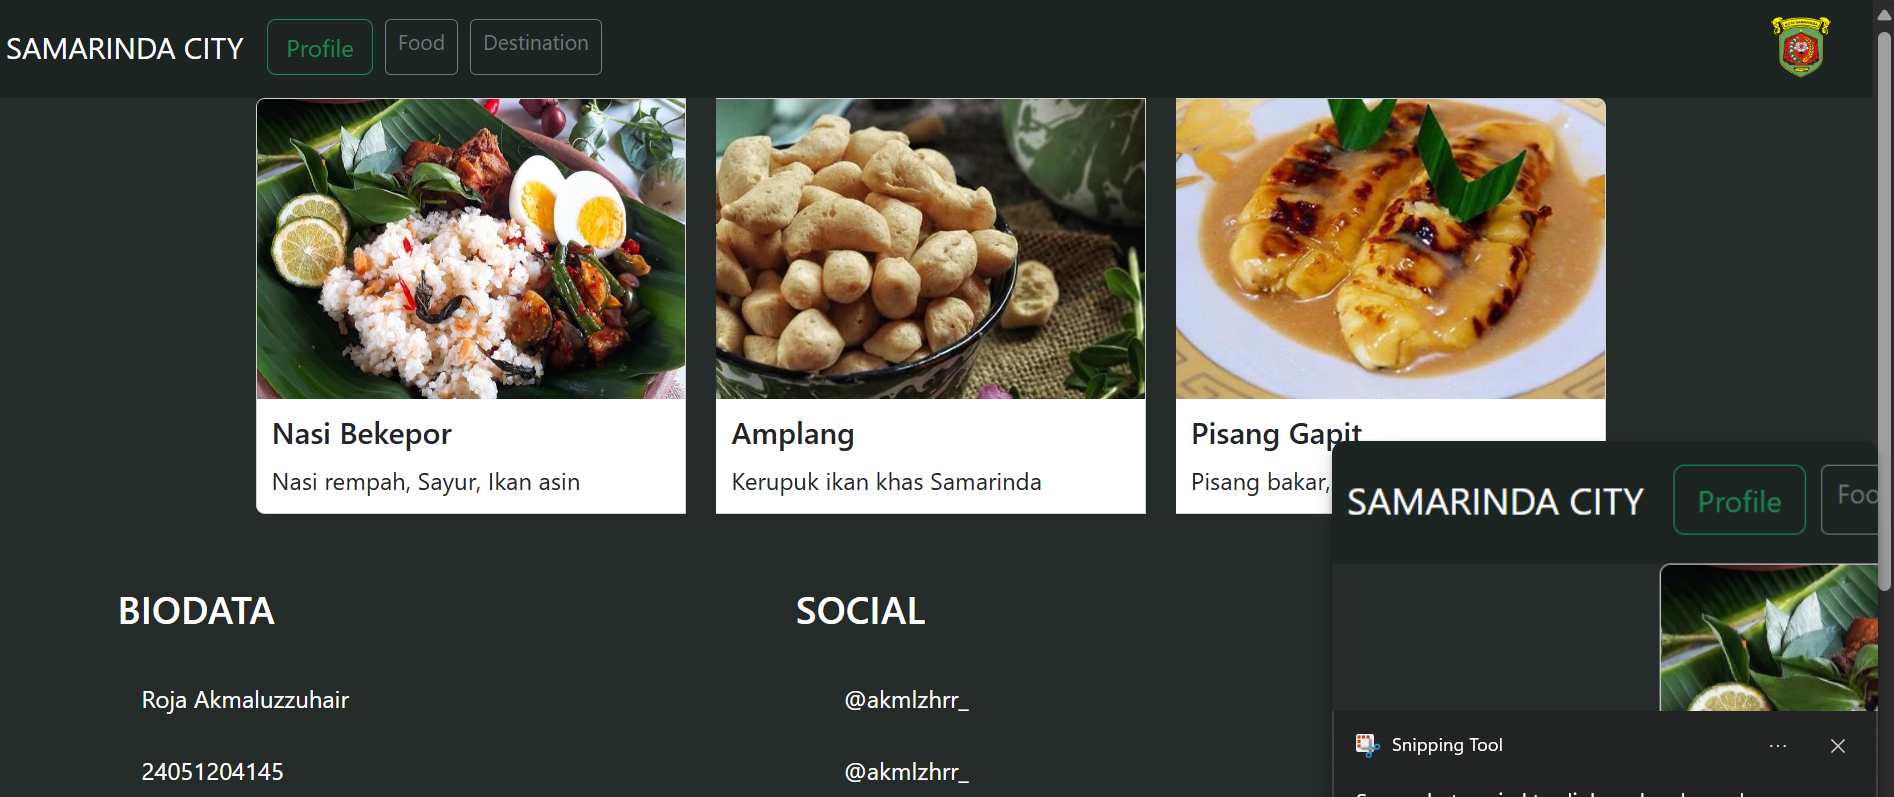 SAMARINDA CITY
Profile
Food
Destination
Nasi Bekepor
Nasi rempah, Sayur, Ikan asin
Amplang
Kerupuk ikan khas Samarinda
Pisang Gapit
Pisang bakar,
SAMARINDA CITY
Profile
Foo
BIODATA
SOCIAL
Roja Akmaluzzuhair
@akmlzhrr_
24051204145
@akmlzhrr_
Snipping Tool